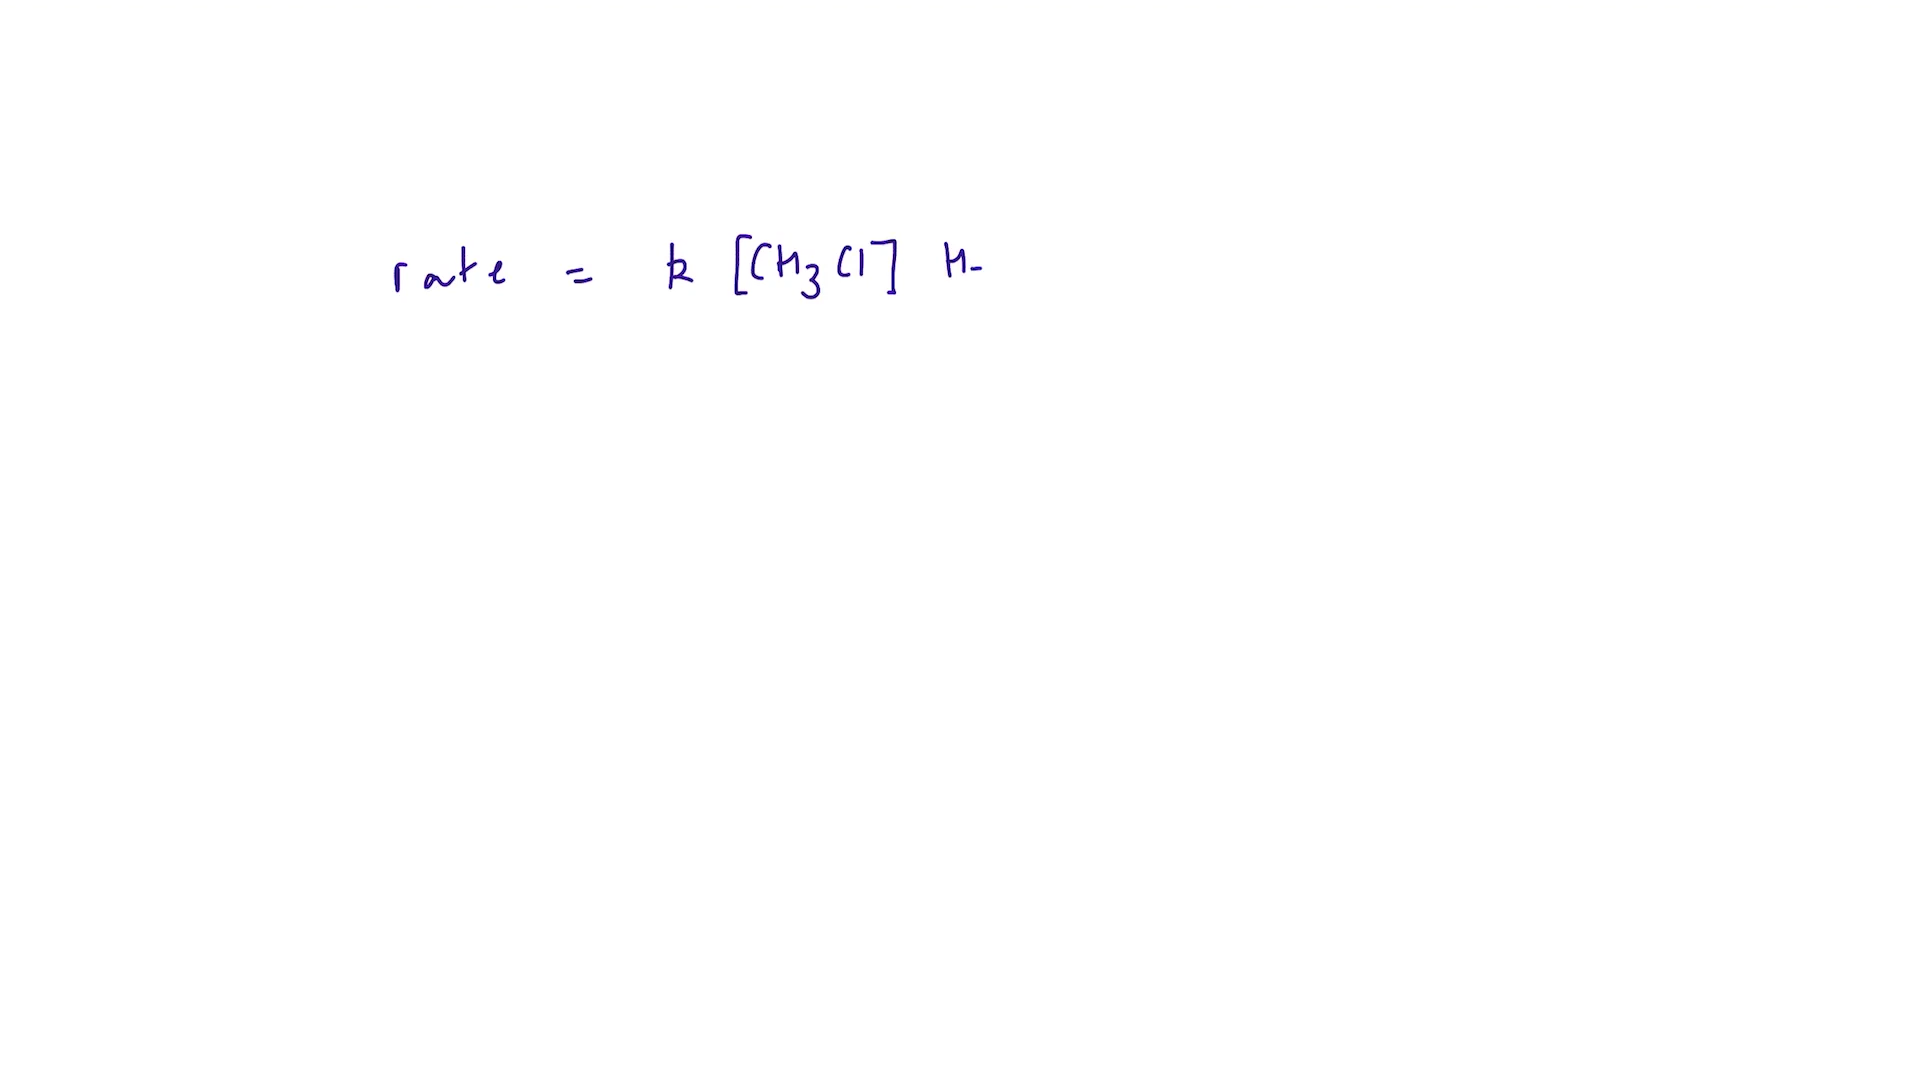 rate = k [CH₃Cl] H-